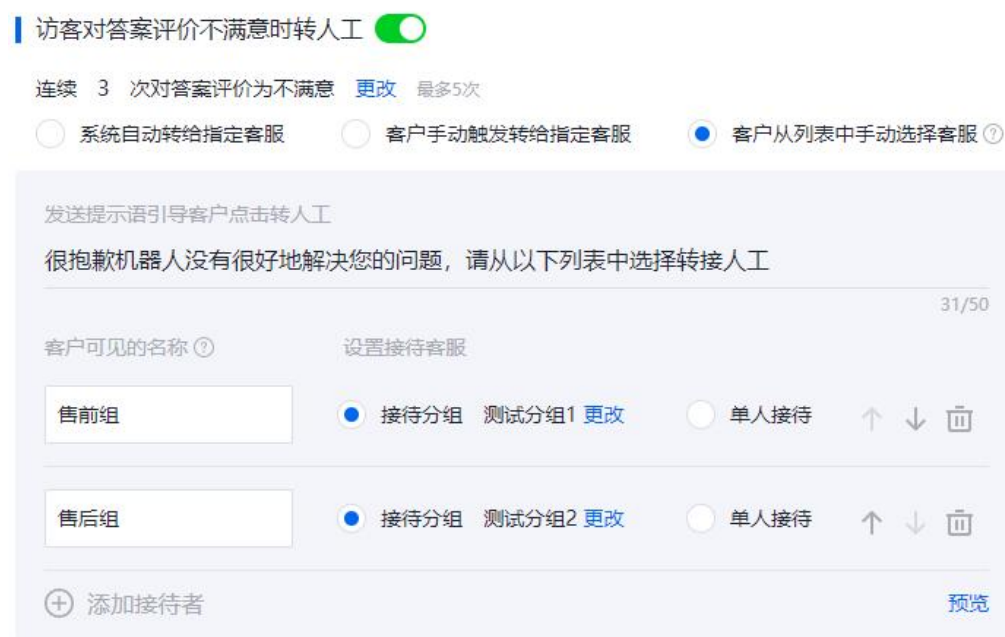 访客对答案评价不满意时转人工
连续 3 次对答案评价为不满意 更改 最多5次
系统自动转给指定客服 客户手动触发转给指定客服 客户从列表中手动选择客服 ?
发送提示语引导客户点击转人工
很抱歉机器人没有很好地解决您的问题，请从以下列表中选择转接人工
31/50
客户可见的名称 ? 设置接待客服
售前组 接待分组 测试分组1 更改 单人接待
售后组 接待分组 测试分组2 更改 单人接待
添加接待者 预览